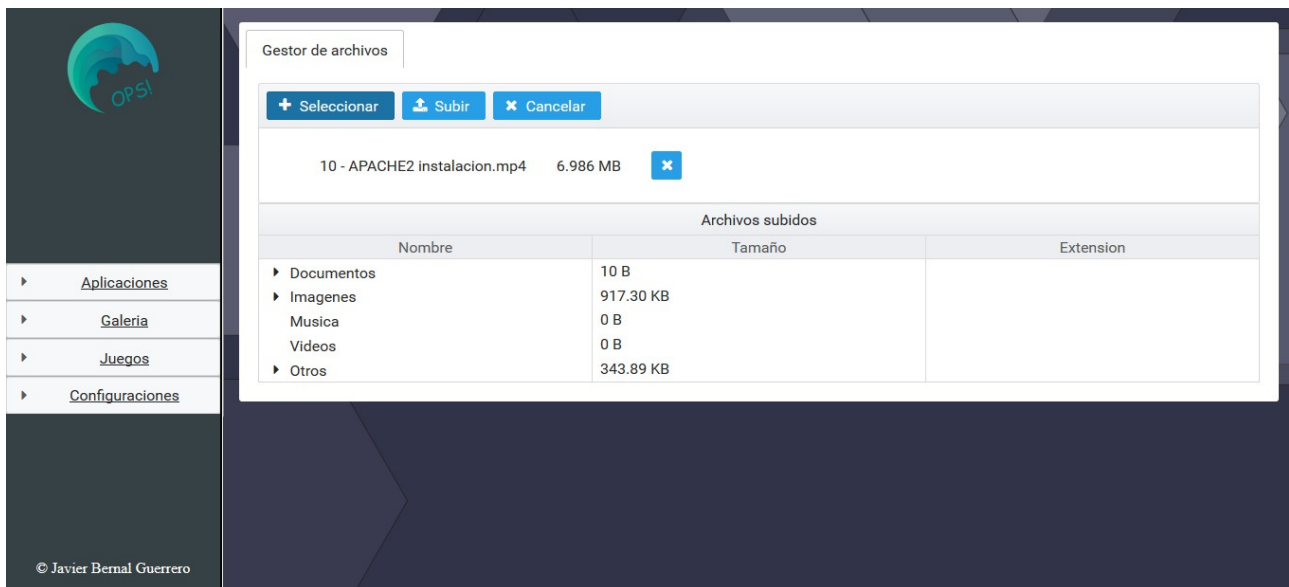 OPS!
Gestor de archivos
Seleccionar Subir Cancelar
10 - APACHE2 instalacion.mp4 6.986 MB
Archivos subidos
Nombre Tamaño Extension
Documentos 10 B
Imagenes 917.30 KB
Musica 0 B
Videos 0 B
Otros 343.89 KB
Aplicaciones
Galeria
Juegos
Configuraciones
© Javier Bernal Guerrero